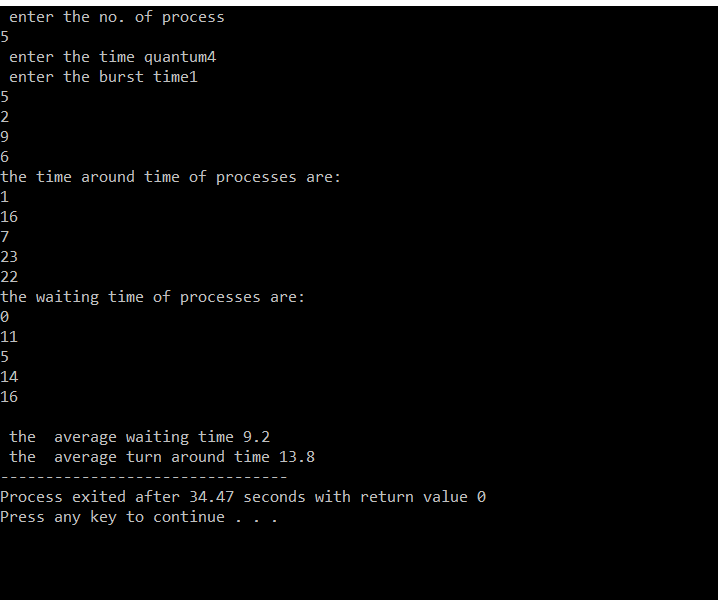 enter the no. of process
5
enter the time quantum4
enter the burst time1
5
2
9
6
the time around time of processes are:
1
16
7
23
22
the waiting time of processes are:
0
11
5
14
16
the  average waiting time 9.2
the  average turn around time 13.8
--------------------------------
Process exited after 34.47 seconds with return value 0
Press any key to continue . . .